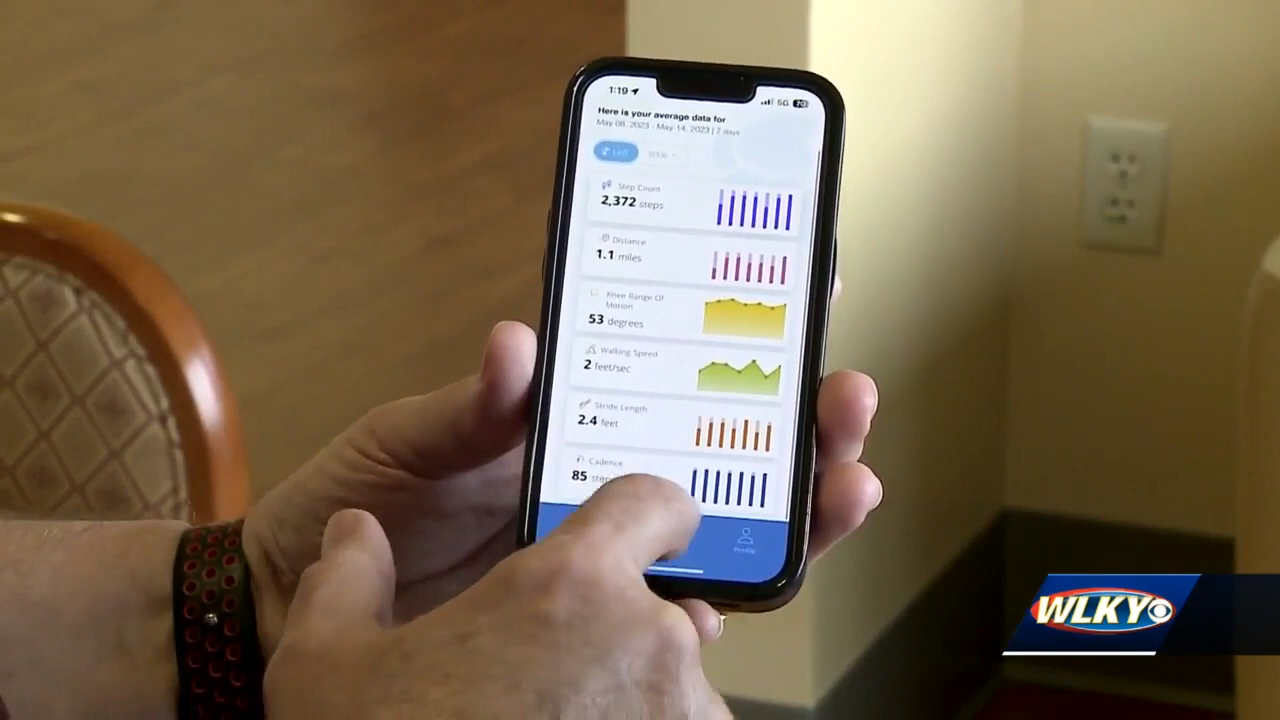 1:19
5G 70
Here is your average data for
May 08, 2023 - May 14, 2023 | 7 days
Left
Step Count
2,372 steps
Distance
1.1 miles
Knee Range Of
Motion
53 degrees
Walking Speed
2 feet/sec
Stride Length
2.4 feet
Cadence
85
Profile
WLKY